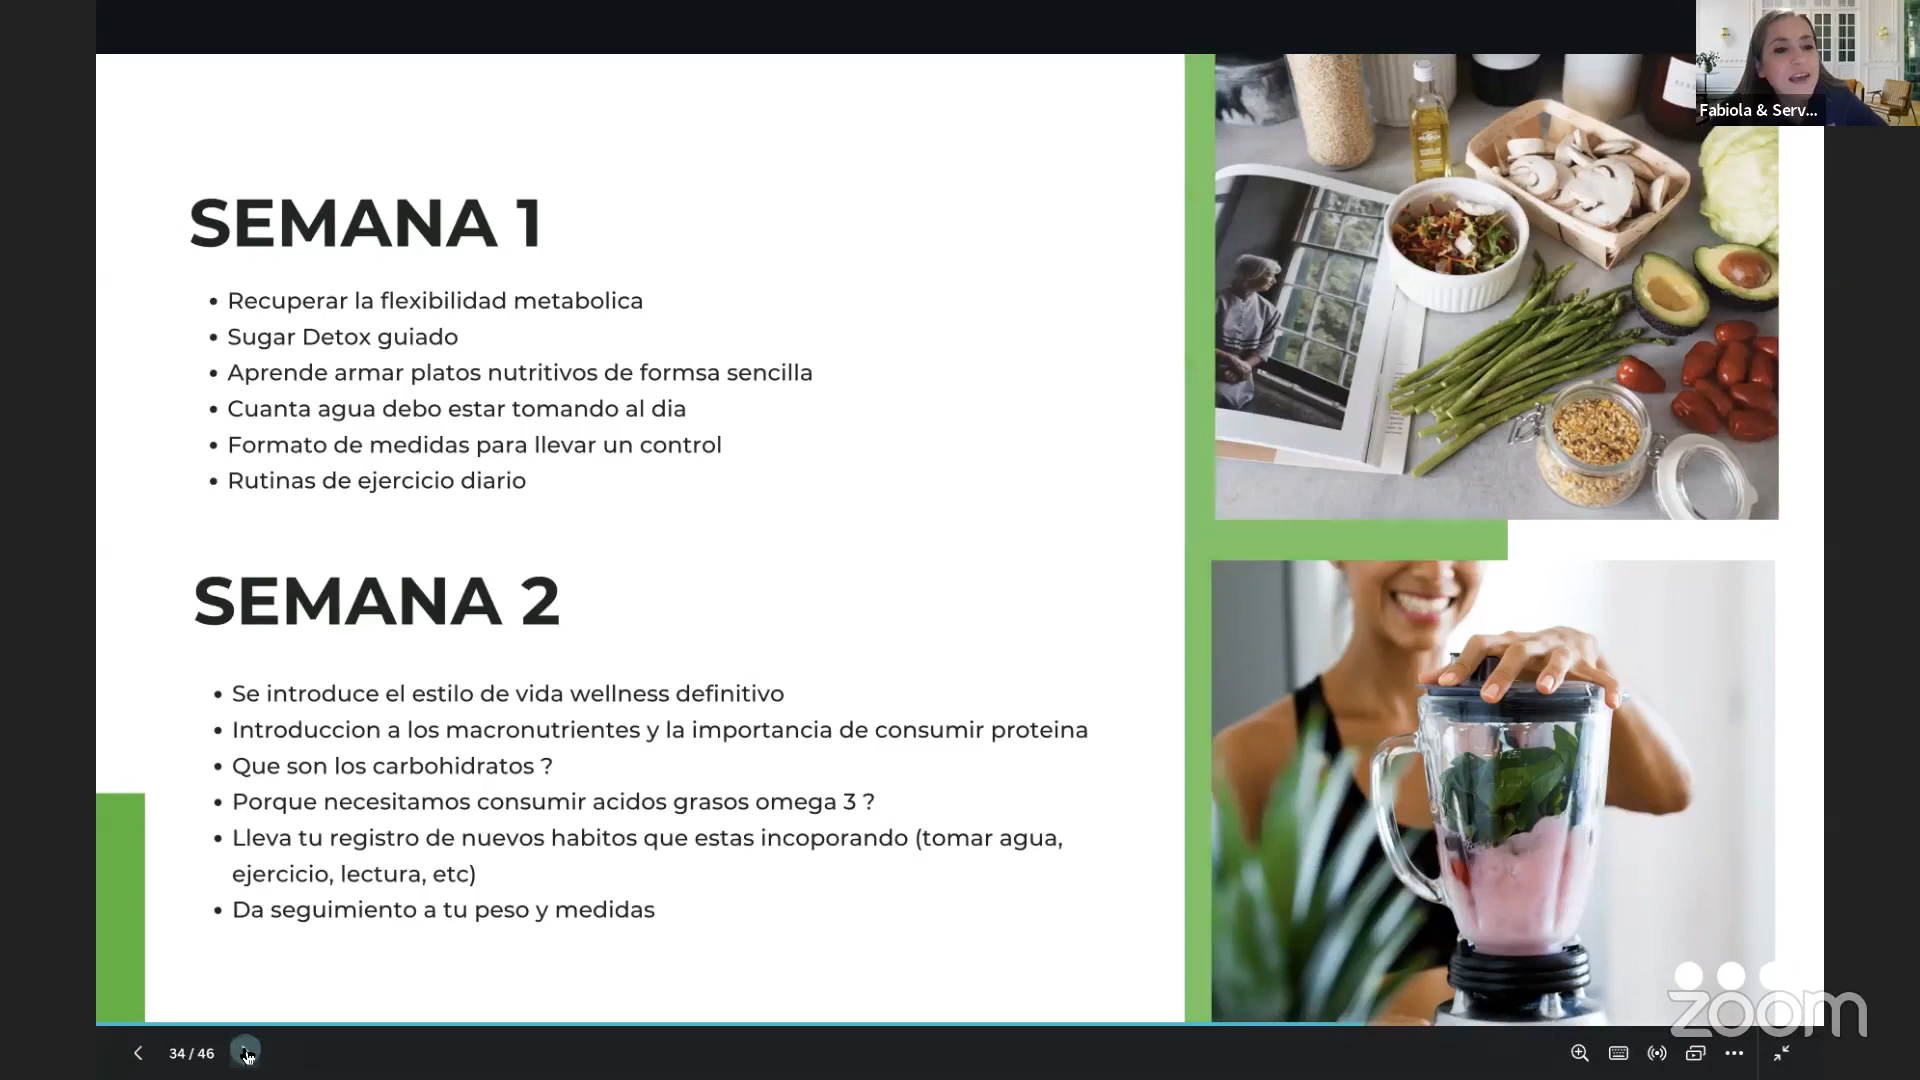 Fabiola & Serv...
SEMANA 1
• Recuperar la flexibilidad metabolica
• Sugar Detox guiado
• Aprende armar platos nutritivos de formsa sencilla
• Cuanta agua debo estar tomando al dia
• Formato de medidas para llevar un control
• Rutinas de ejercicio diario
SEMANA 2
• Se introduce el estilo de vida wellness definitivo
• Introduccion a los macronutrientes y la importancia de consumir proteina
• Que son los carbohidratos ?
• Porque necesitamos consumir acidos grasos omega 3 ?
• Lleva tu registro de nuevos habitos que estas incoporando (tomar agua,
ejercicio, lectura, etc)
• Da seguimiento a tu peso y medidas
zoom
34 / 46